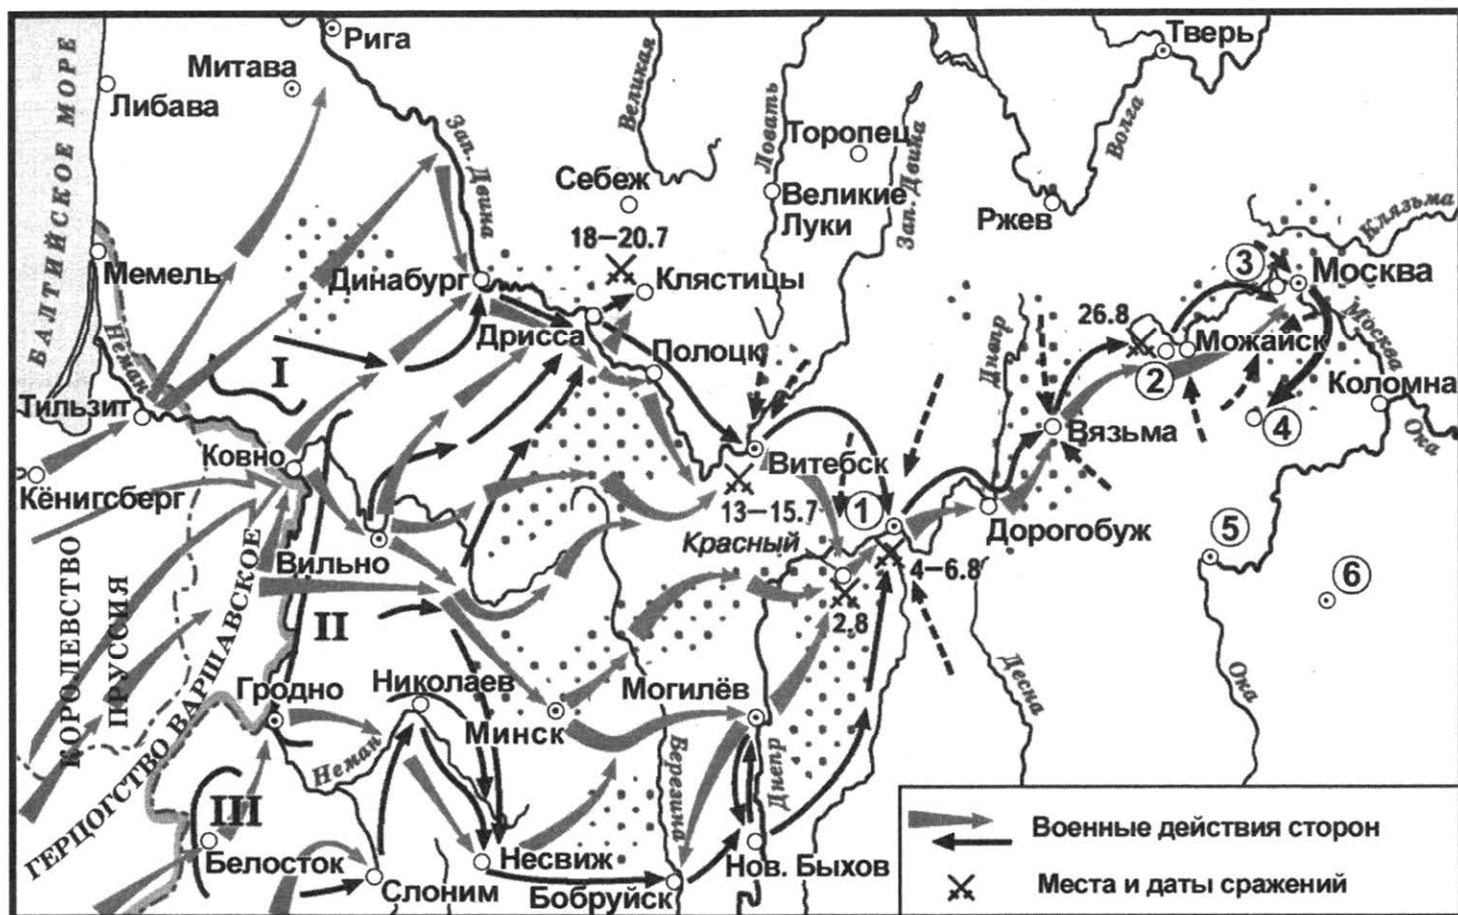 Рига
Тверь
Митава
Либава
БАЛТИЙСКОЕ МОРЕ
Зап. Двина
Великая
Ловать
Торопец
Зап. Двина
Волга
Себеж
Великие
Луки
Ржев
Клязьма
18–20.7
Мемель
Динабург
Клястицы
3
Москва
Неман
Дрисса
Днепр
26.8
Можайск
Москва
I
Полоцк
2
Коломна
Тильзит
4
Ока
Ковно
Витебск
Вязьма
Кёнигсберг
13–15.7
1
Дорогобуж
5
Вильно
Красный
4–6.8
6
КОРОЛЕВСТВО
ПРУССИЯ
ГЕРЦОГСТВО ВАРШАВСКОЕ
II
2.8
Гродно
Николаев
Могилёв
Десна
Ока
Минск
Неман
Березина
Днепр
III
Белосток
Слоним
Несвиж
Бобруйск
Нов. Быхов
Военные действия сторон
Места и даты сражений